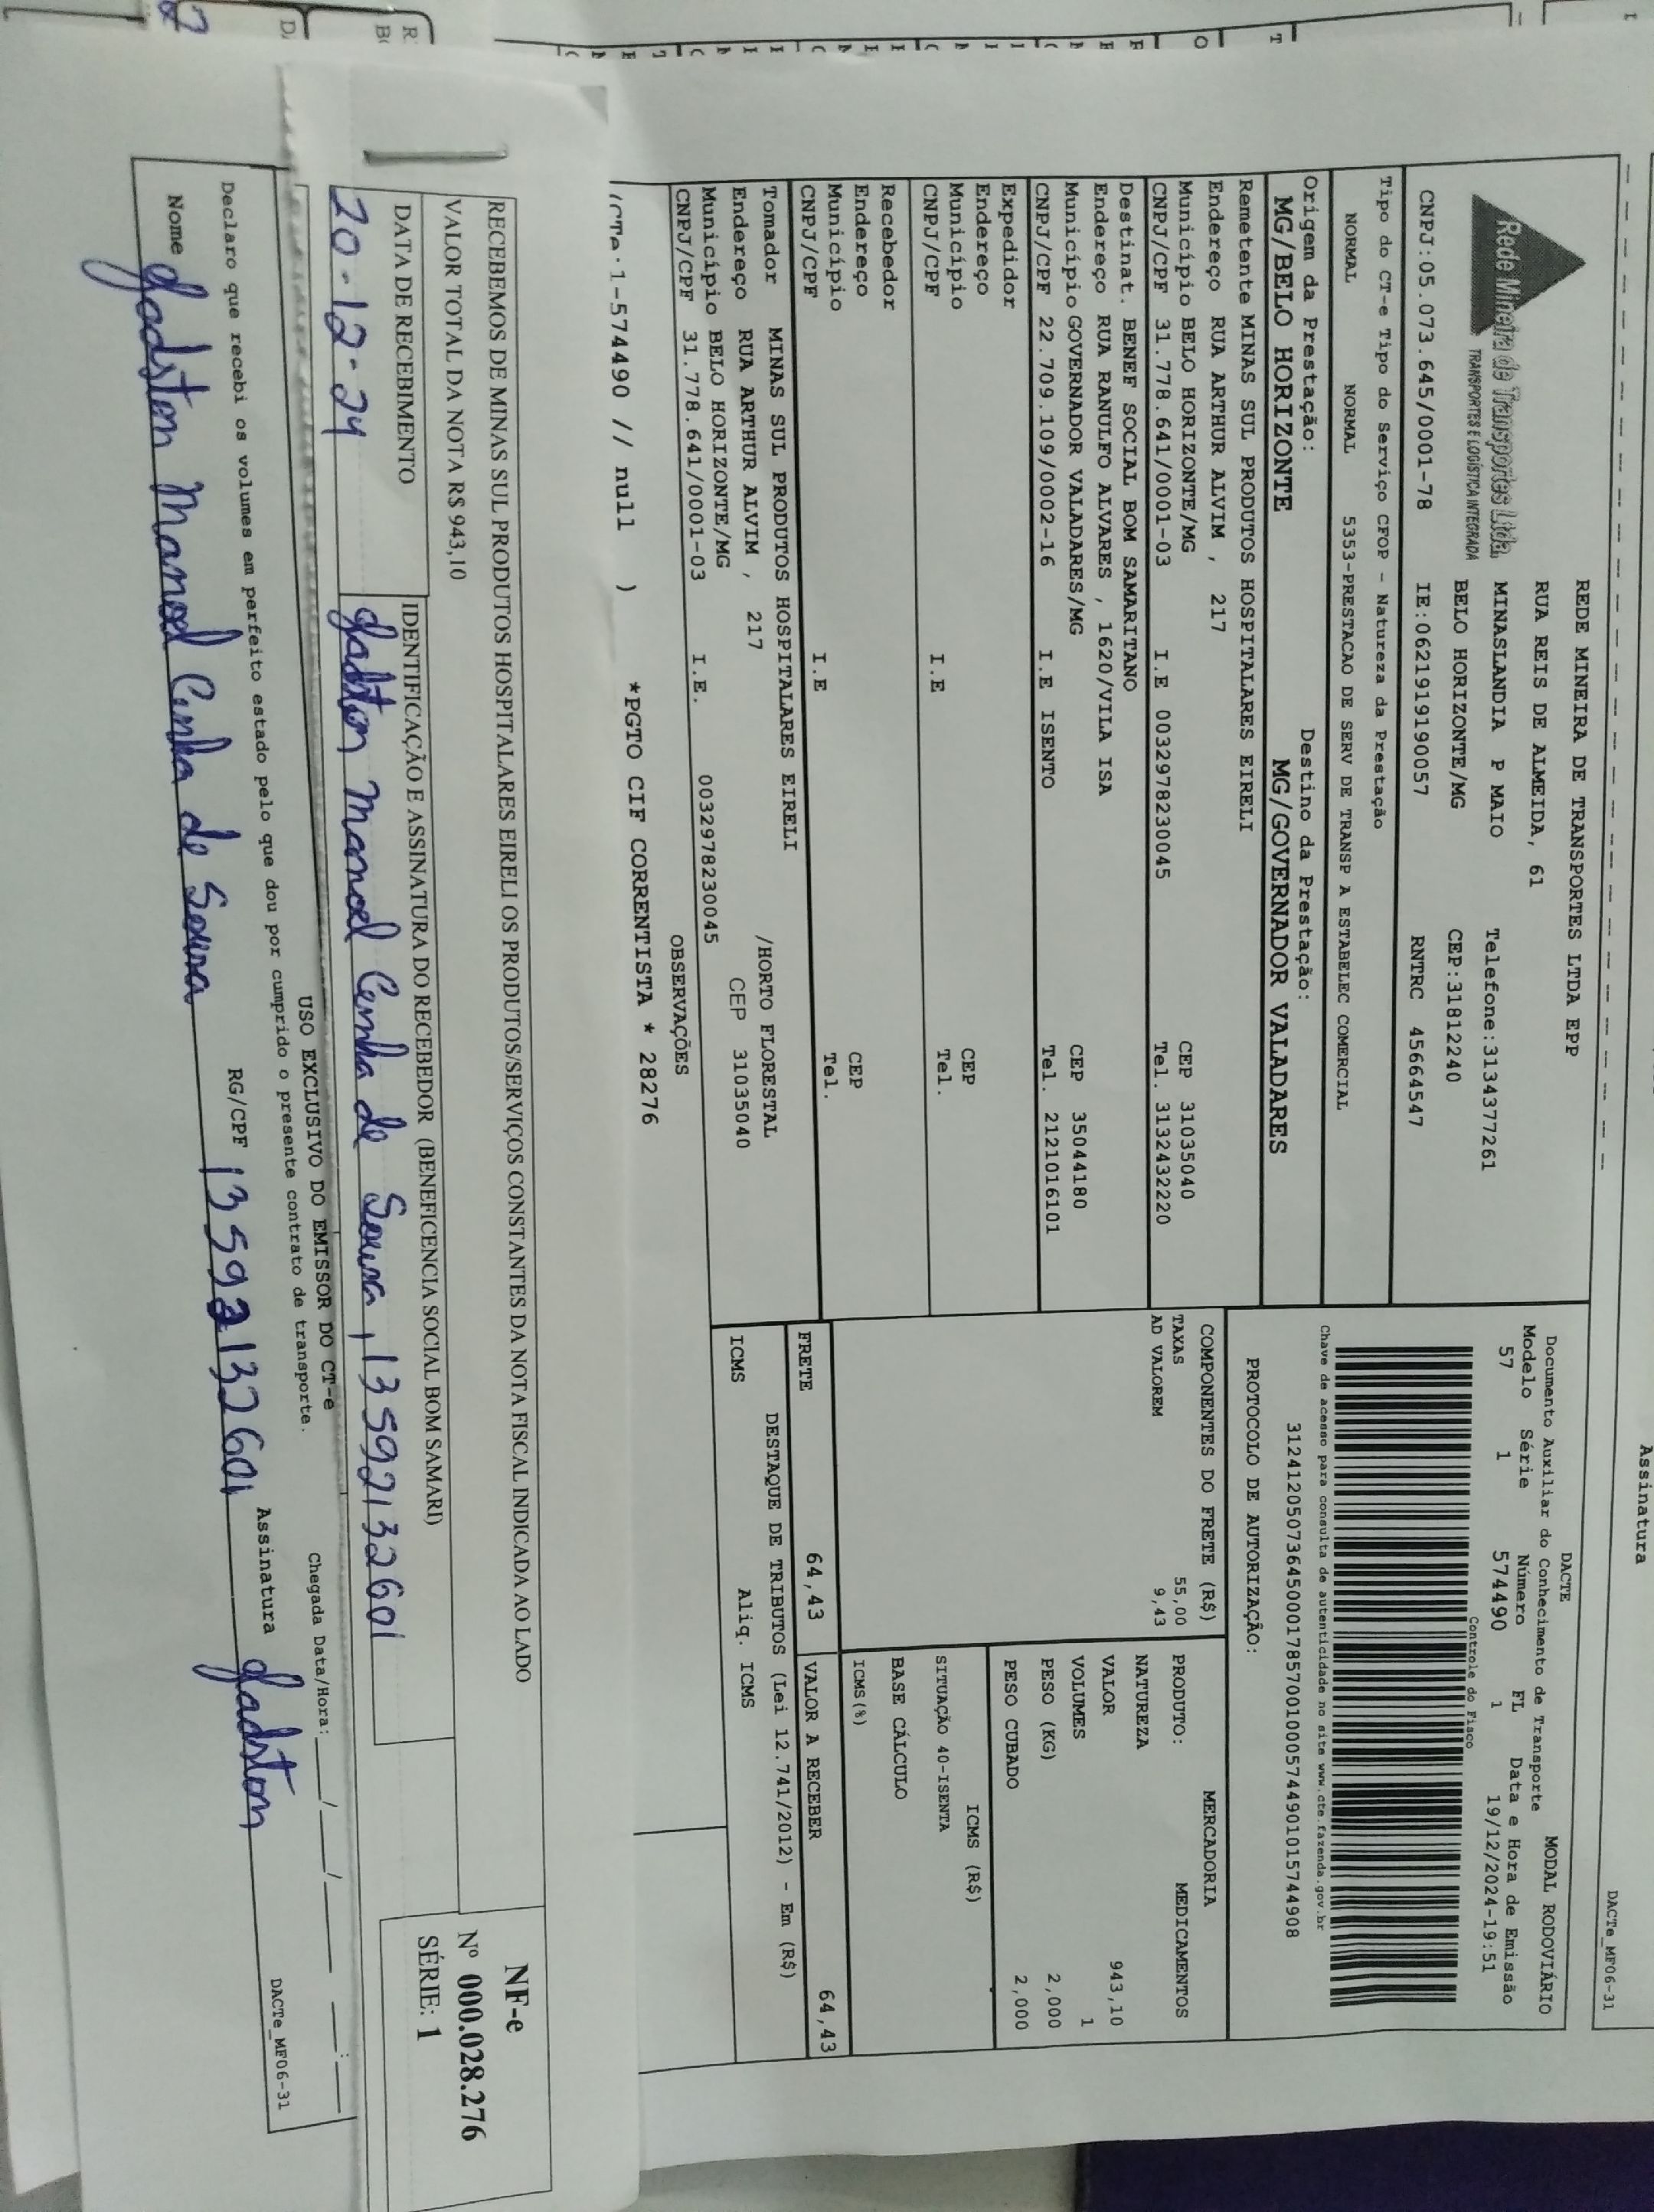 Assinatura
DACTe_MF06-31
Rede Mineira de Transportes Ltda.
TRANSPORTES E LOGÍSTICA INTEGRADA
REDE MINEIRA DE TRANSPORTES LTDA EPP
RUA REIS DE ALMEIDA, 61
MINASLANDIA P MAIO Telefone:3134377261
BELO HORIZONTE/MG CEP:31812240
CNPJ:05.073.645/0001-78 IE:0621919190057 RNTRC 45664547
DACTE MODAL RODOVIÁRIO
Documento Auxiliar do Conhecimento de Transporte
Modelo Série Número FL Data e Hora de Emissão
57 1 574490 1 19/12/2024-19:51
Controle do Fisco
Chave de acesso para consulta de autenticidade no site www.cte.fazenda.gov.br
31241205073645000178570010005744901015744908
PROTOCOLO DE AUTORIZAÇÃO:
Tipo do CT-e Tipo do Serviço CFOP - Natureza da Prestação
NORMAL NORMAL 5353-PRESTACAO DE SERV DE TRANSP A ESTABELEC COMERCIAL
Origem da Prestação: Destino da Prestação:
MG/BELO HORIZONTE MG/GOVERNADOR VALADARES
Remetente MINAS SUL PRODUTOS HOSPITALARES EIRELI
Endereço RUA ARTHUR ALVIM , 217
Município BELO HORIZONTE/MG CEP 31035040
CNPJ/CPF 31.778.641/0001-03 I.E 0032978230045 Tel. 3132432220
Destinat. BENEF SOCIAL BOM SAMARITANO
Endereço RUA RANULFO ALVARES , 1620/VILA ISA
Município GOVERNADOR VALADARES/MG CEP 35044180
CNPJ/CPF 22.709.109/0002-16 I.E ISENTO Tel. 2121016101
Expedidor
Endereço
Município CEP
CNPJ/CPF I.E Tel.
Recebedor
Endereço
Município CEP
CNPJ/CPF I.E Tel.
Tomador MINAS SUL PRODUTOS HOSPITALARES EIRELI
Endereço RUA ARTHUR ALVIM , 217 /HORTO FLORESTAL
Município BELO HORIZONTE/MG CEP 31035040
CNPJ/CPF 31.778.641/0001-03 I.E. 0032978230045
COMPONENTES DO FRETE (R$)
TAXAS 55,00
AD VALOREM 9,43
MERCADORIA
PRODUTO: MEDICAMENTOS
NATUREZA
VALOR 943,10
VOLUMES 1
PESO (KG) 2,000
PESO CUBADO 2,000
ICMS (R$)
SITUAÇÃO 40-ISENTA
BASE CÁLCULO
ICMS(%)
FRETE 64,43 VALOR A RECEBER 64,43
DESTAQUE DE TRIBUTOS (Lei 12.741/2012) - Em (R$)
ICMS Aliq. ICMS
OBSERVAÇÕES
/CTe:1-574490 // null ) *PGTO CIF CORRENTISTA * 28276
RECEBEMOS DE MINAS SUL PRODUTOS HOSPITALARES EIRELI OS PRODUTOS/SERVIÇOS CONSTANTES DA NOTA FISCAL INDICADA AO LADO
VALOR TOTAL DA NOTA R$ 943,10
DATA DE RECEBIMENTO IDENTIFICAÇÃO E ASSINATURA DO RECEBEDOR (BENEFICENCIA SOCIAL BOM SAMARI)
20-12-24 Gladston Manoel Cunha de Souza, 13592132601
NF-e
Nº 000.028.276
SÉRIE: 1
USO EXCLUSIVO DO EMISSOR DO CT-e
Declaro que recebi os volumes em perfeito estado pelo que dou por cumprido o presente contrato de transporte.
Chegada Data/Hora: ___/___/_____ ___:___
Nome Gladston Manoel Cunha de Souza RG/CPF 13592132601 Assinatura Gladston
DACTe_MF06-31